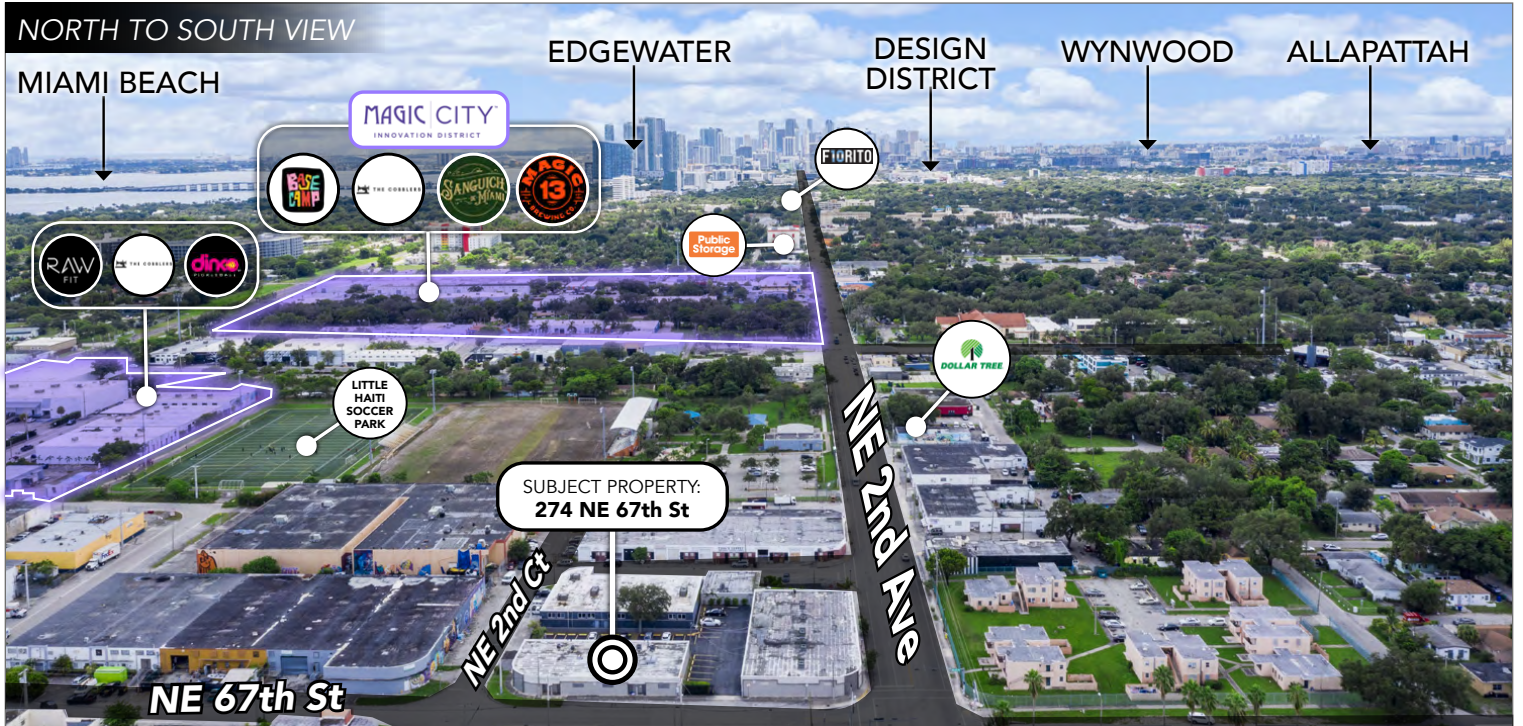 NORTH TO SOUTH VIEW
MIAMI BEACH
EDGEWATER
DESIGN
DISTRICT
WYNWOOD
ALLAPATTAH
MAGIC CITY
INNOVATION DISTRICT
BASE
CAMP
THE COBBLERS
SANGUICH
DE MIAMI
MAGIC
13
BREWING CO.
FIORITO
Public
Storage
RAW
FIT
THE COBBLERS
dink
PICKLEBALL
DOLLAR TREE
LITTLE
HAITI
SOCCER
PARK
SUBJECT PROPERTY:
274 NE 67th St
NE 2nd Ave
NE 2nd Ct
NE 67th St